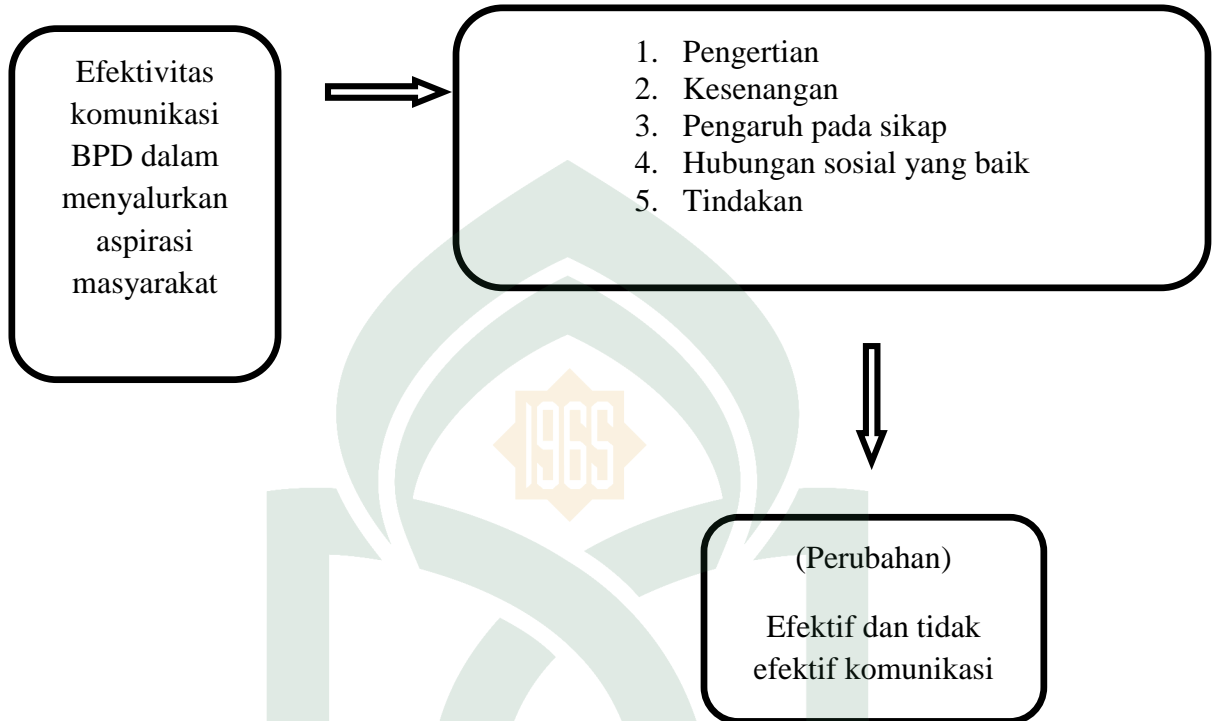 Efektivitas
komunikasi
BPD dalam
menyalurkan
aspirasi
masyarakat
1. Pengertian
2. Kesenangan
3. Pengaruh pada sikap
4. Hubungan sosial yang baik
5. Tindakan
1965
(Perubahan)
Efektif dan tidak
efektif komunikasi